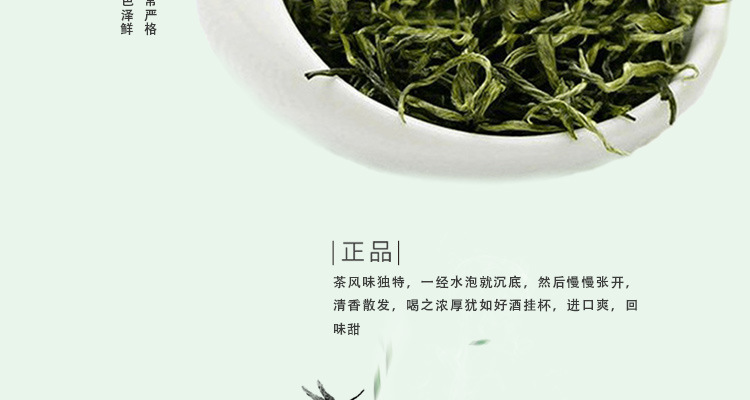 常严格
色泽鲜
正品
茶风味独特，一经水泡就沉底，然后慢慢张开，
清香散发，喝之浓厚犹如好酒挂杯，进口爽，回
味甜